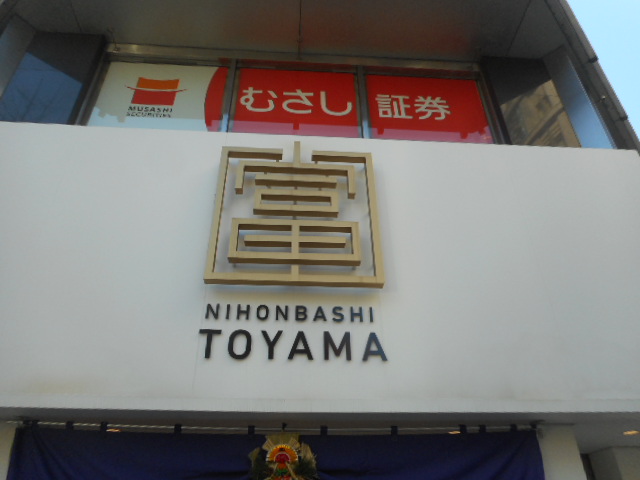 MUSASHI
SECURITIES
むさし証券
富
NIHONBASHI
TOYAMA